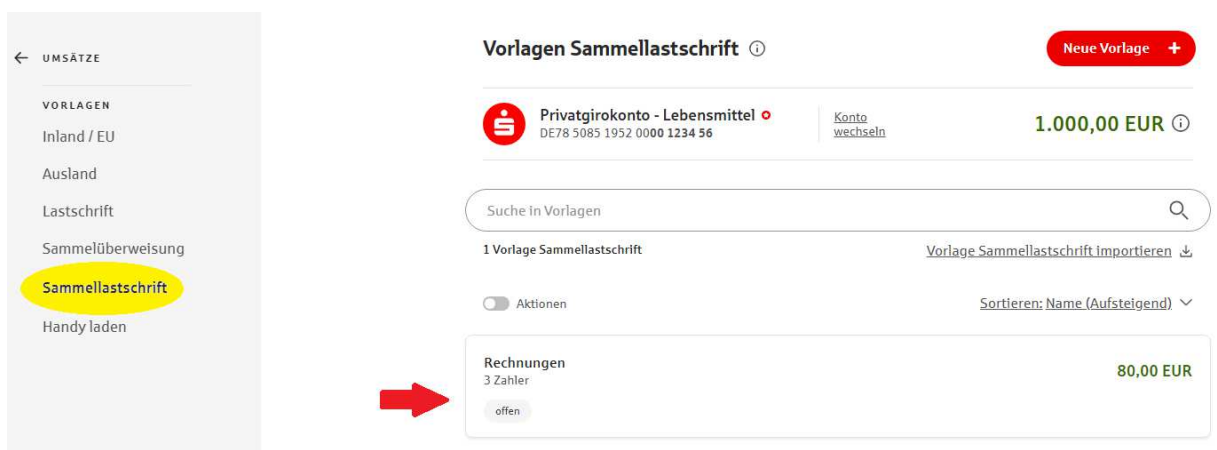 UMSÄTZE
VORLAGEN
Inland / EU
Ausland
Lastschrift
Sammelüberweisung
Sammellastschrift
Handy laden
Vorlagen Sammellastschrift
Neue Vorlage +
Privatgirokonto - Lebensmittel
DE78 5085 1952 0000 1234 56
Konto
wechseln
1.000,00 EUR
Suche in Vorlagen
1 Vorlage Sammellastschrift
Vorlage Sammellastschrift importieren
Aktionen
Sortieren: Name (Aufsteigend)
Rechnungen
3 Zahler
80,00 EUR
offen